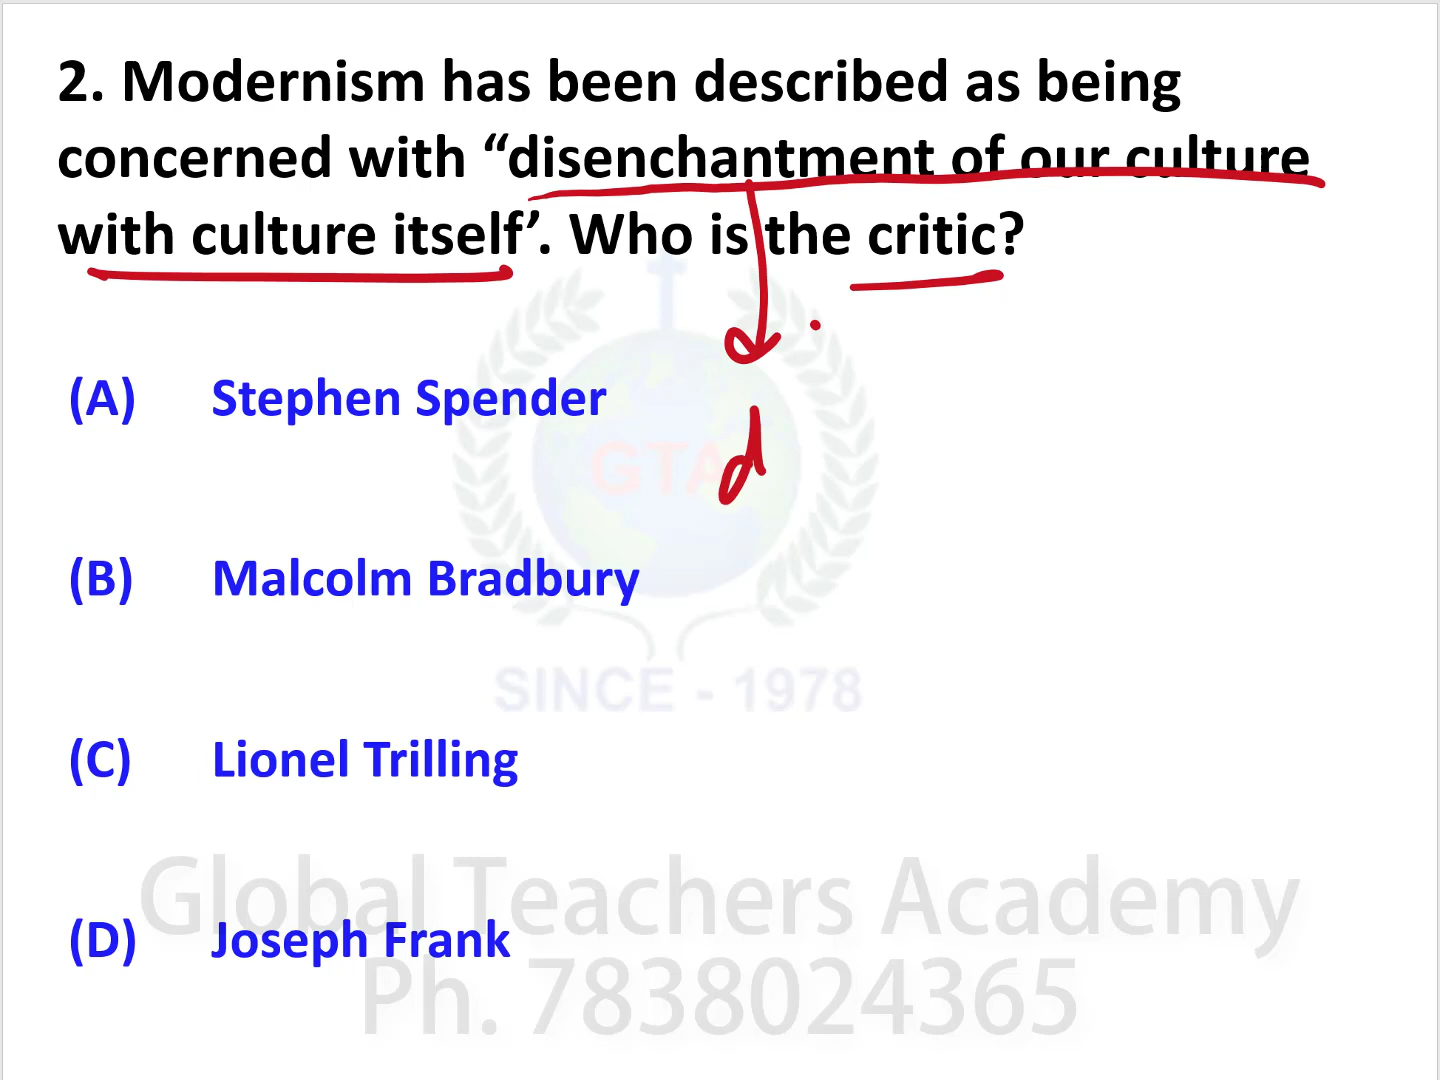 2. Modernism has been described as being
concerned with “disenchantment of our culture
with culture itself’. Who is the critic?
d
(A) Stephen Spender
GTA
(B) Malcolm Bradbury
SINCE - 1978
(C) Lionel Trilling
Global Teachers Academy
(D) Joseph Frank
Ph. 7838024365